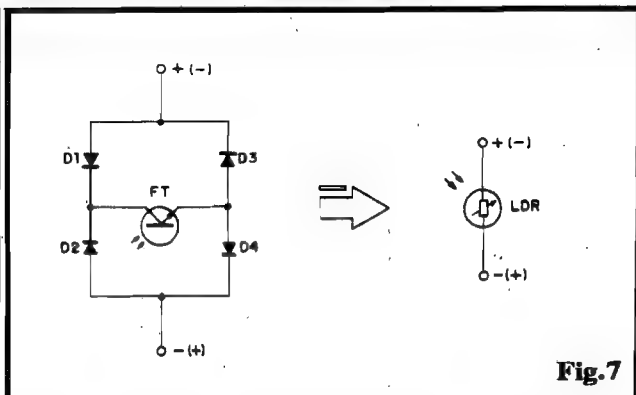 + (-)
D1
D3
FT
D2
D4
- (+)
+ (-)
LDR
- (+)
Fig.7